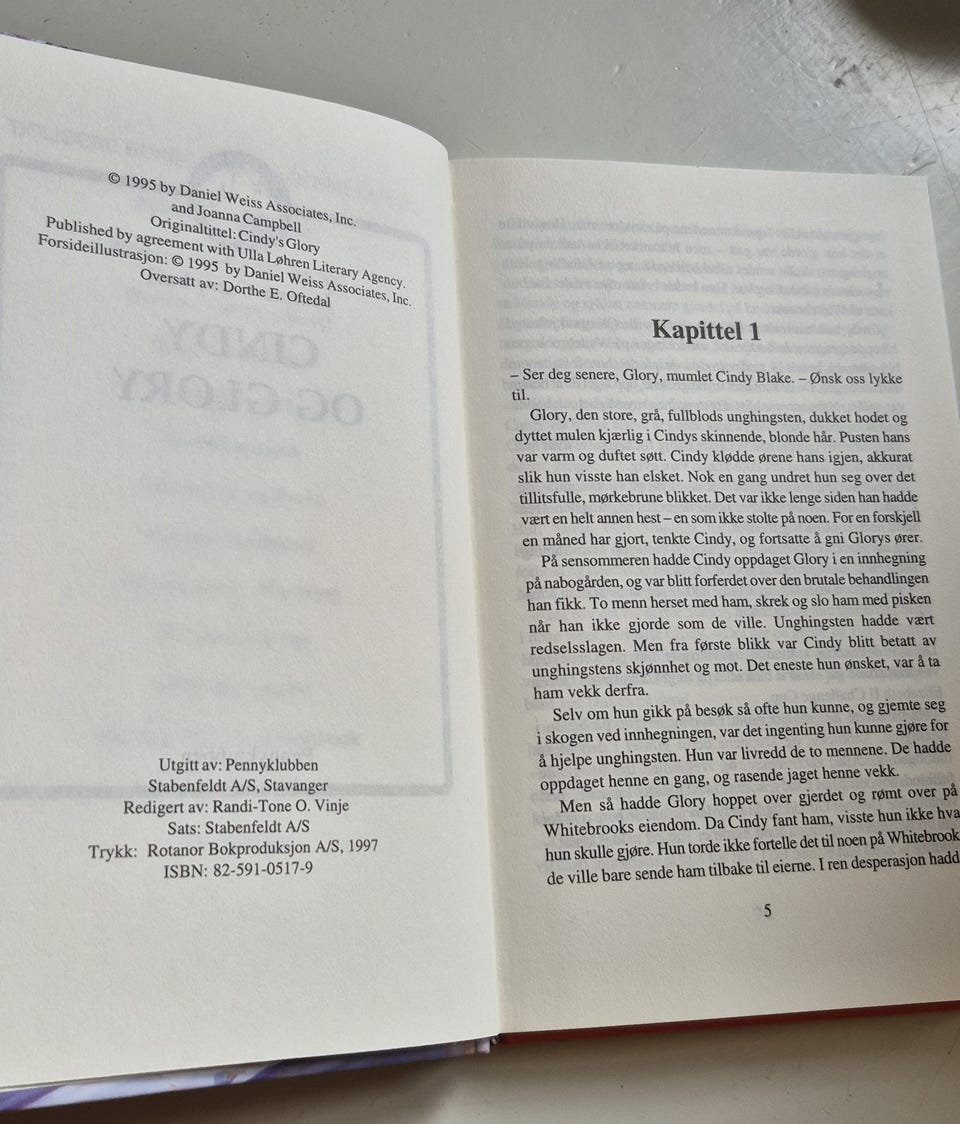 © 1995 by Daniel Weiss Associates, Inc.
and Joanna Campbell
Originaltittel: Cindy's Glory
Published by agreement with Ulla Løhren Literary Agency.
Forsideillustrasjon: © 1995 by Daniel Weiss Associates, Inc.
Oversatt av: Dorthe E. Oftedal
CINDY
OG GLORY
Utgitt av: Pennyklubben
Stabenfeldt A/S, Stavanger
Redigert av: Randi-Tone O. Vinje
Sats: Stabenfeldt A/S
Trykk: Rotanor Bokproduksjon A/S, 1997
ISBN: 82-591-0517-9
Kapittel 1
– Ser deg senere, Glory, mumlet Cindy Blake. – Ønsk oss lykke
til.
Glory, den store, grå, fullblods unghingsten, dukket hodet og
dyttet mulen kjærlig i Cindys skinnende, blonde hår. Pusten hans
var varm og duftet søtt. Cindy klødde ørene hans igjen, akkurat
slik hun visste han elsket. Nok en gang undret hun seg over det
tillitsfulle, mørkebrune blikket. Det var ikke lenge siden han hadde
vært en helt annen hest – en som ikke stolte på noen. For en forskjell
en måned har gjort, tenkte Cindy, og fortsatte å gni Glorys ører.
På sensommeren hadde Cindy oppdaget Glory i en innhegning
på nabogården, og var blitt forferdet over den brutale behandlingen
han fikk. To menn herset med ham, skrek og slo ham med pisken
når han ikke gjorde som de ville. Unghingsten hadde vært
redselsslagen. Men fra første blikk var Cindy blitt betatt av
unghingstens skjønnhet og mot. Det eneste hun ønsket, var å ta
ham vekk derfra.
Selv om hun gikk på besøk så ofte hun kunne, og gjemte seg
i skogen ved innhegningen, var det ingenting hun kunne gjøre for
å hjelpe unghingsten. Hun var livredd de to mennene. De hadde
oppdaget henne en gang, og rasende jaget henne vekk.
Men så hadde Glory hoppet over gjerdet og rømt over på
Whitebrooks eiendom. Da Cindy fant ham, visste hun ikke hva
hun skulle gjøre. Hun torde ikke fortelle det til noen på Whitebrook
de ville bare sende ham tilbake til eierne. I ren desperasjon hadd
5